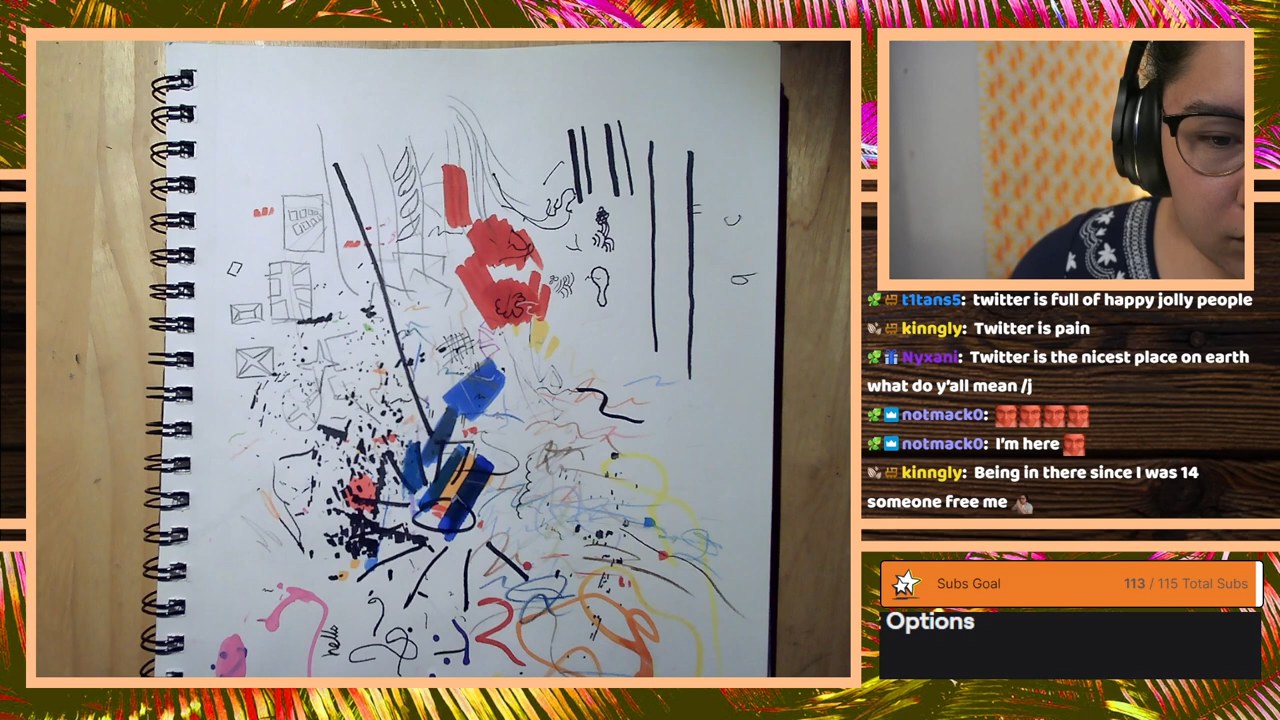 hello
t1tans5: twitter is full of happy jolly people
kinngly: Twitter is pain
Nyxani: Twitter is the nicest place on earth
what do y'all mean /j
notmack0:
notmack0: I'm here
kinngly: Being in there since I was 14
someone free me
Subs Goal 113 / 115 Total Subs
Options